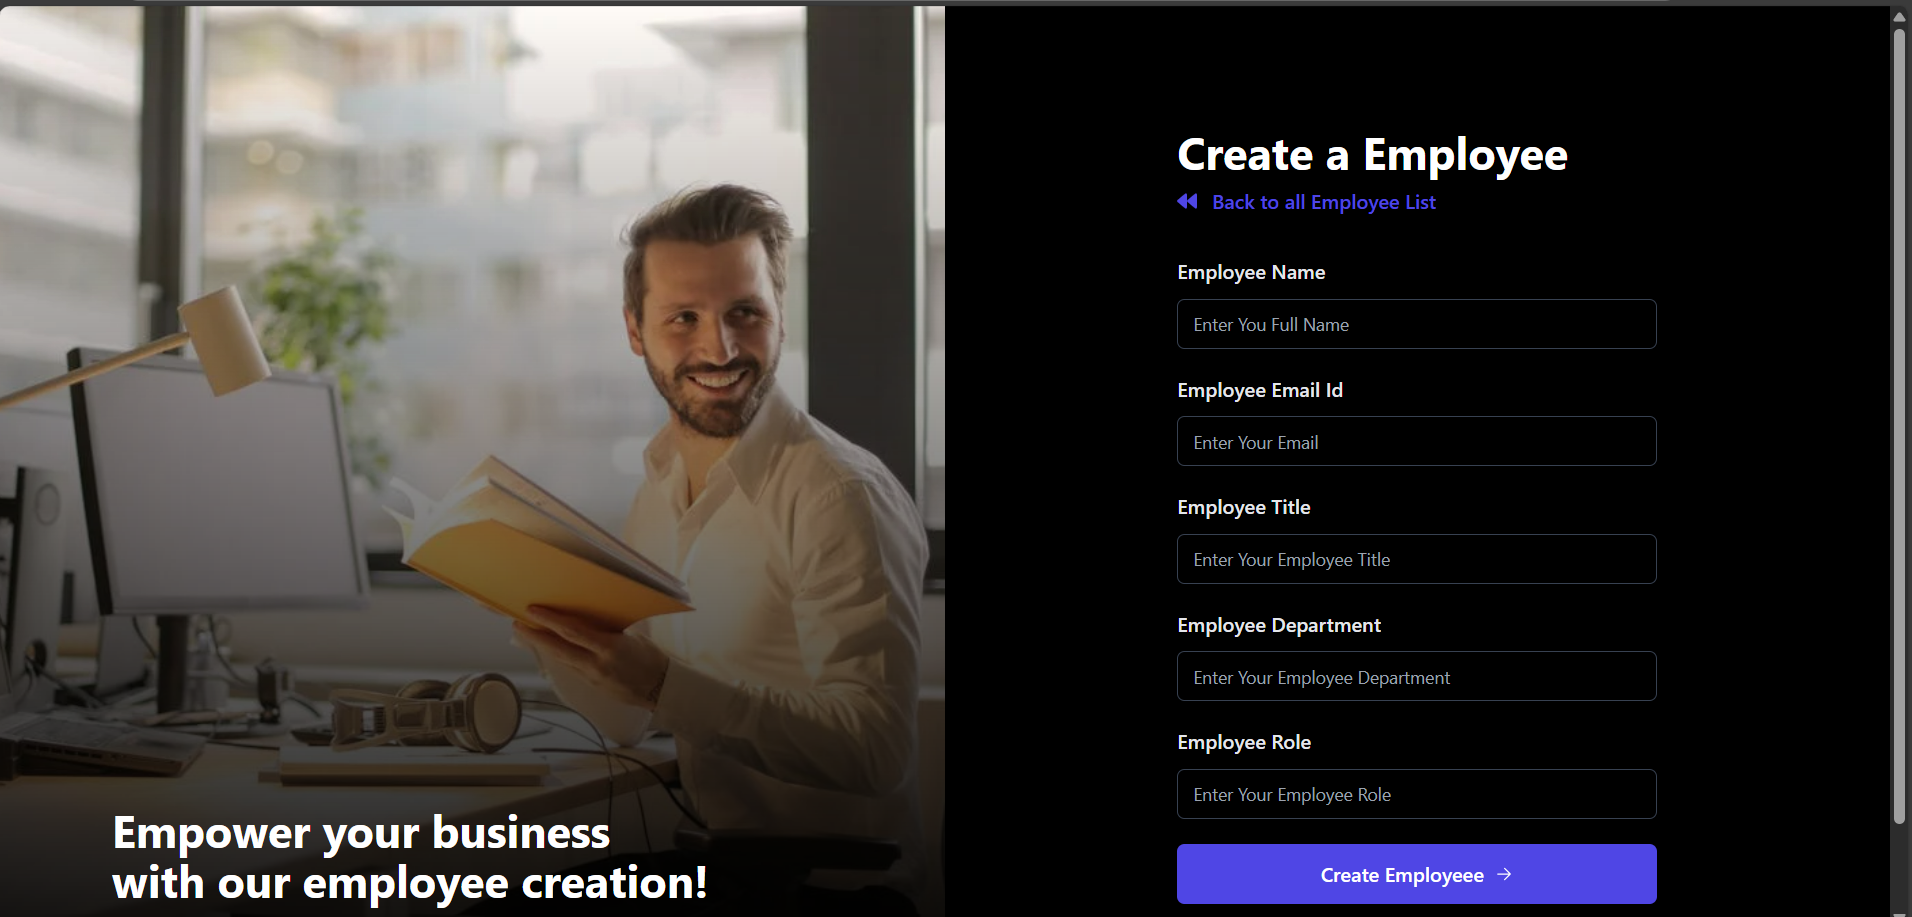 Empower your business
with our employee creation!
Create a Employee
Back to all Employee List
Employee Name
Enter You Full Name
Employee Email Id
Enter Your Email
Employee Title
Enter Your Employee Title
Employee Department
Enter Your Employee Department
Employee Role
Enter Your Employee Role
Create Employeee